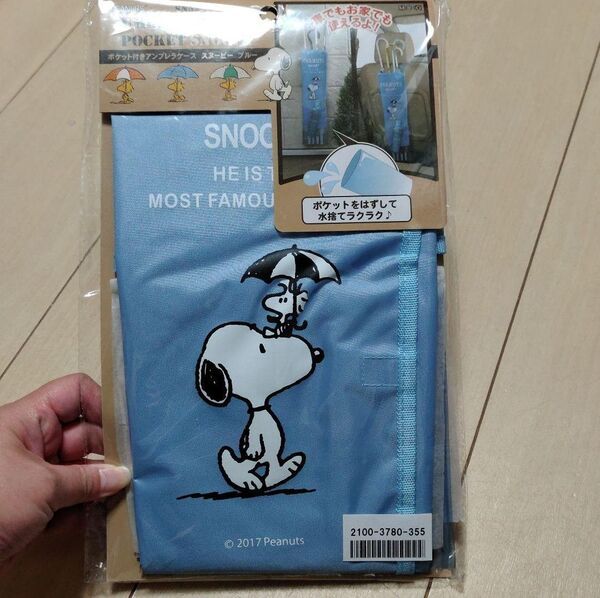 POCKET SNO
ポケット付きアンブレラケース スヌーピー ブルー
車でもお家でも
使えるよ!!
PEANUTS
ポケットをはずして
水捨てラクラク♪
SNOO
HE IS T
MOST FAMOU
© 2017 Peanuts
2100-3780-355